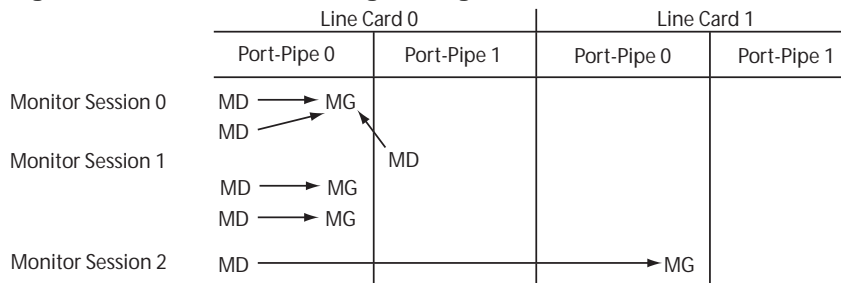 Line Card 0 Line Card 1
Port-Pipe 0 Port-Pipe 1 Port-Pipe 0 Port-Pipe 1
Monitor Session 0 MD MG
MD
Monitor Session 1 MD
MD MG
MD MG
Monitor Session 2 MD MG